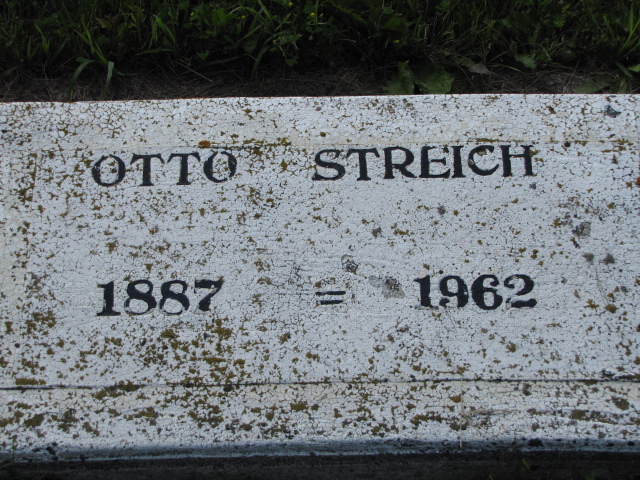 OTTO STREICH
1887 = 1962